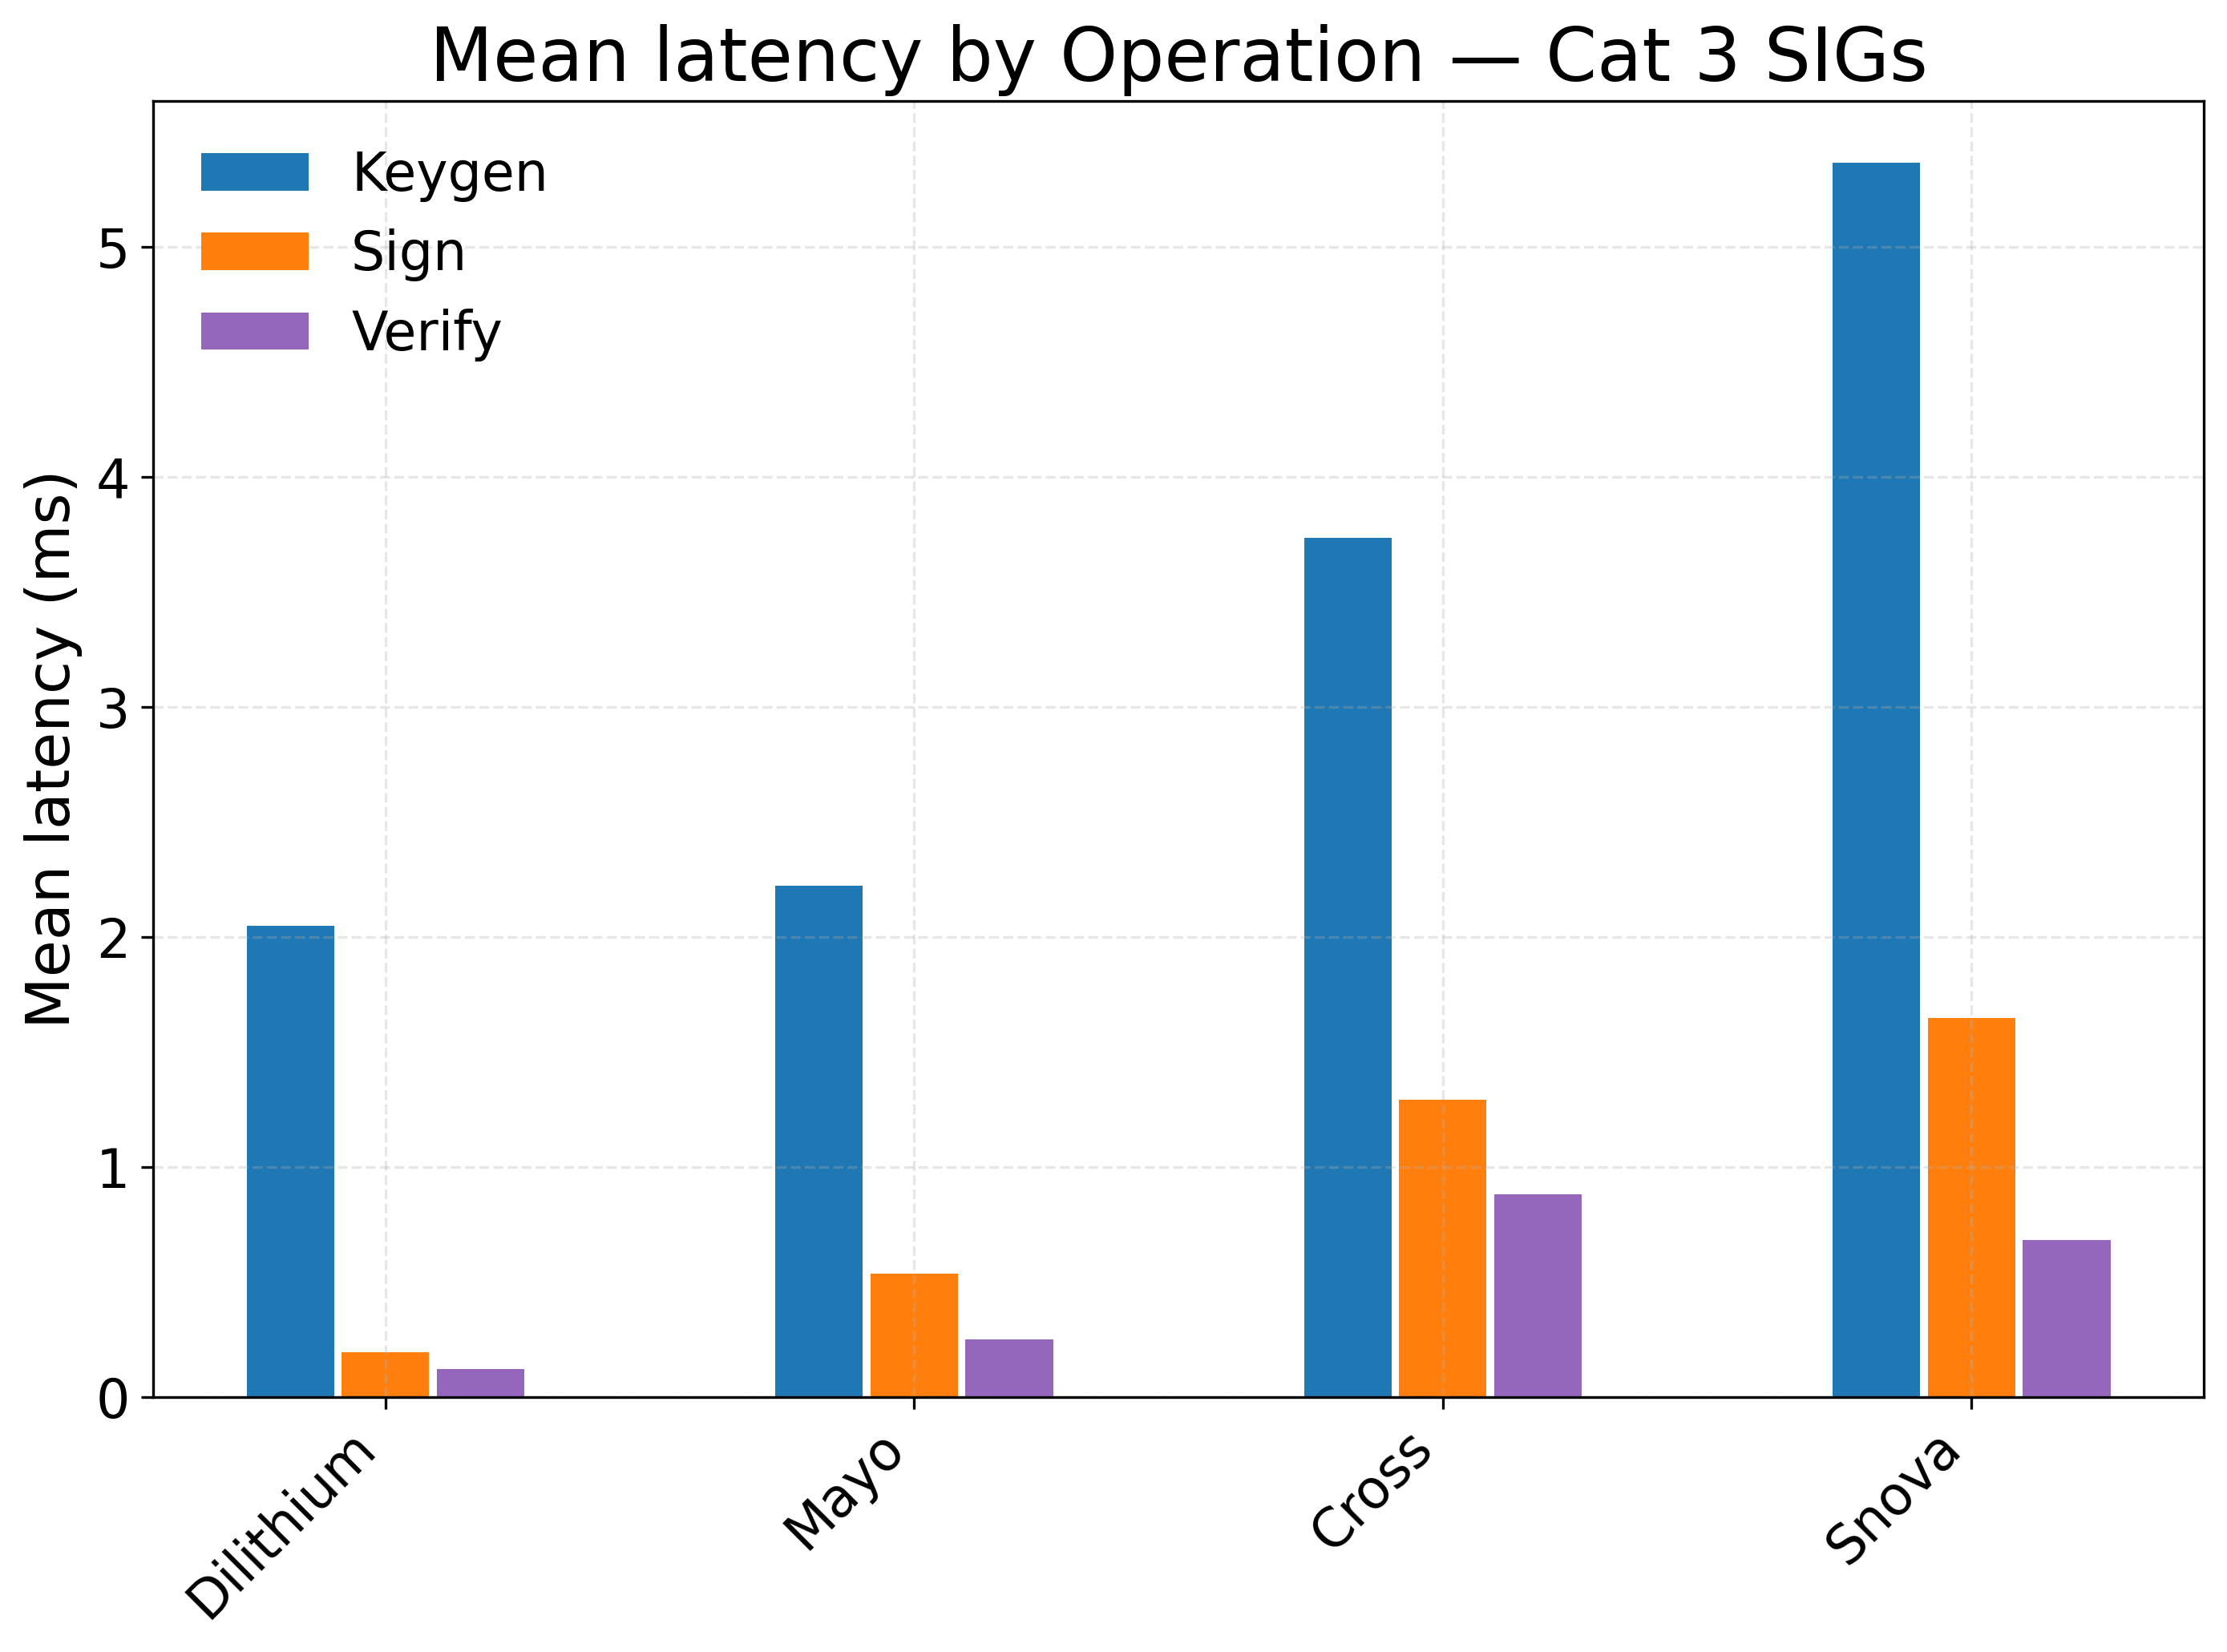 Mean latency by Operation — Cat 3 SIGs
Keygen
Sign
Verify
Mean latency (ms)
5
4
3
2
1
0
Dilithium
Mayo
Cross
Snova